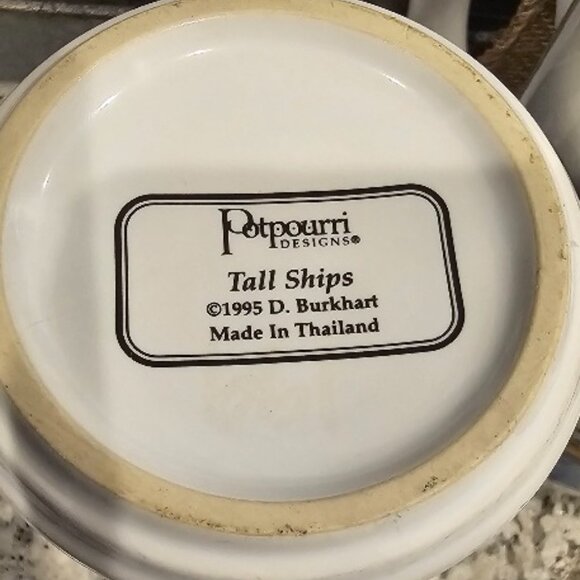 Potpourri
DESIGNS®
Tall Ships
©1995 D. Burkhart
Made In Thailand